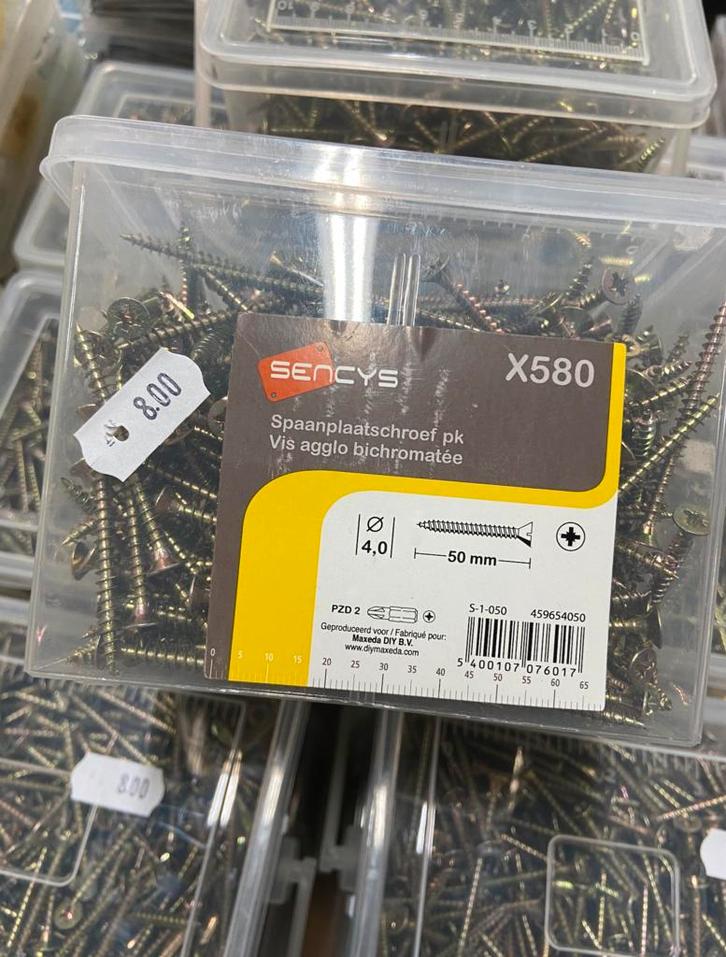 8.00
SENCYS
X580
Spaanplaatschroef pk
Vis agglo bichromatée
Ø
4,0
50 mm
PZD 2
S-1-050 459654050
Geproduceerd voor / Fabriqué pour:
Maxeda DIY B.V.
www.diymaxeda.com
5 400107 076017
0 5 10 15 20 25 30 35 40 45 50 55 60 65
8.00